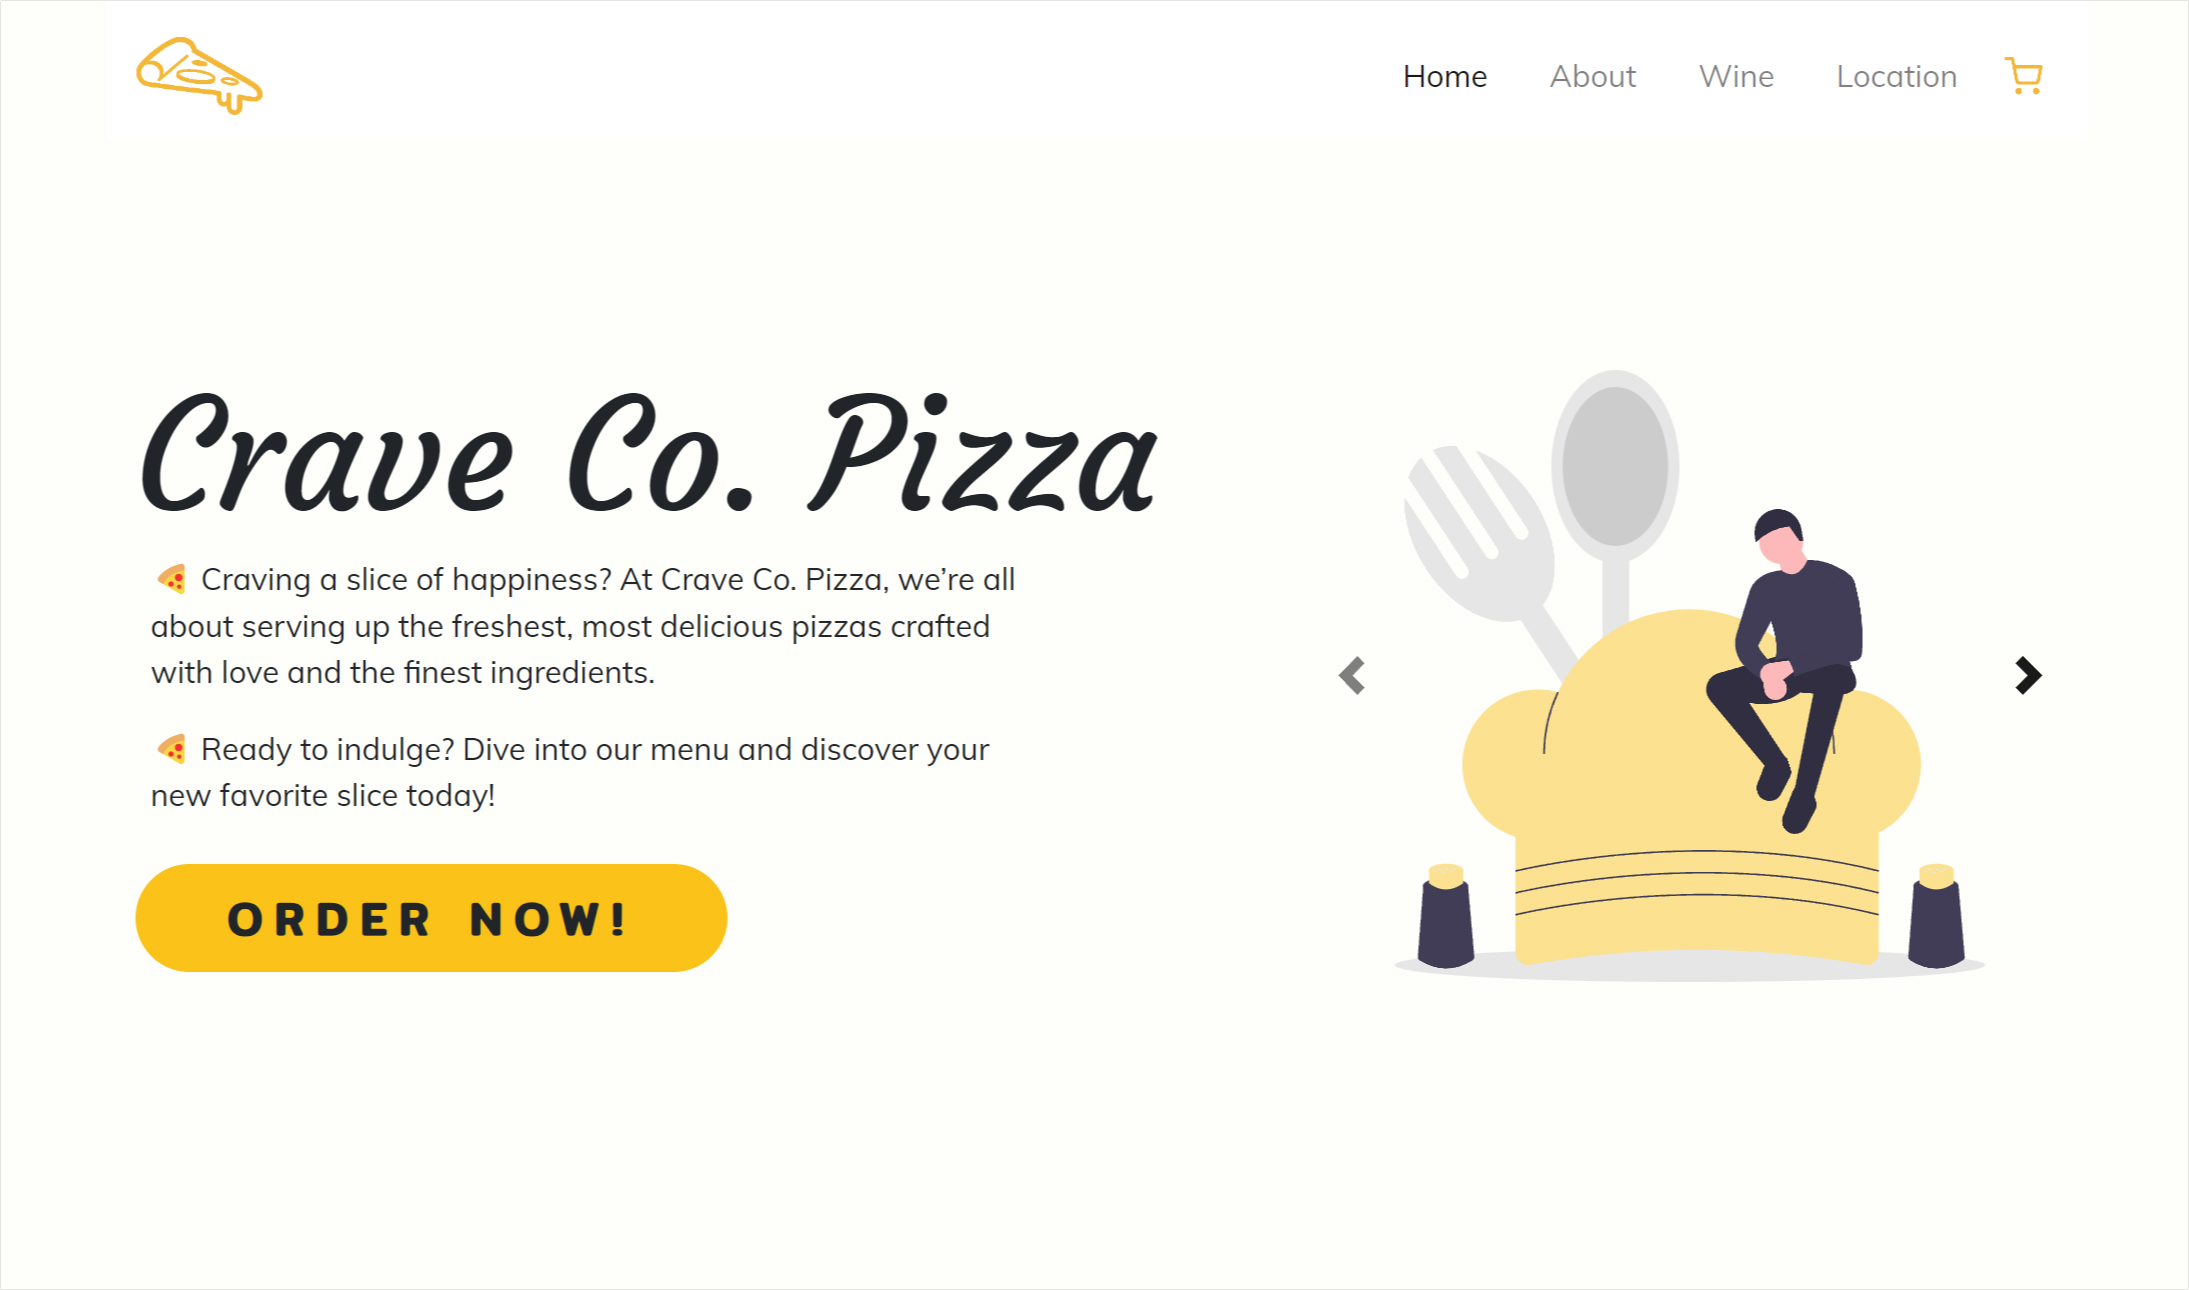 Home About Wine Location
Crave Co. Pizza
🍕 Craving a slice of happiness? At Crave Co. Pizza, we’re all
about serving up the freshest, most delicious pizzas crafted
with love and the finest ingredients.
🍕 Ready to indulge? Dive into our menu and discover your
new favorite slice today!
ORDER NOW!